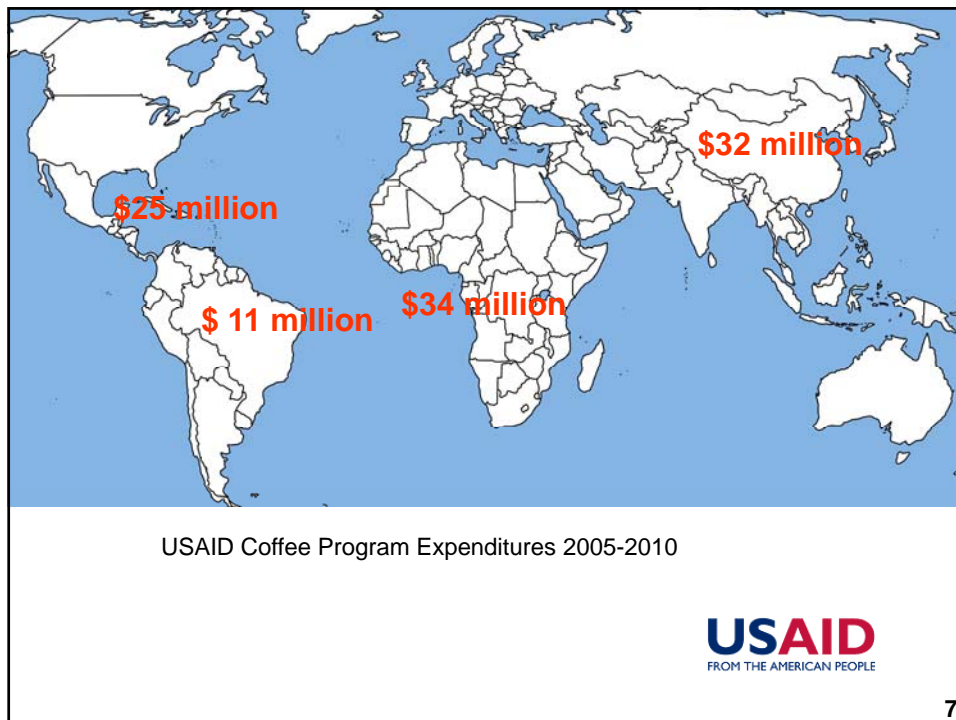 $32 million
$25 million
$34 million
$ 11 million
USAID Coffee Program Expenditures 2005-2010
USAID
FROM THE AMERICAN PEOPLE
7